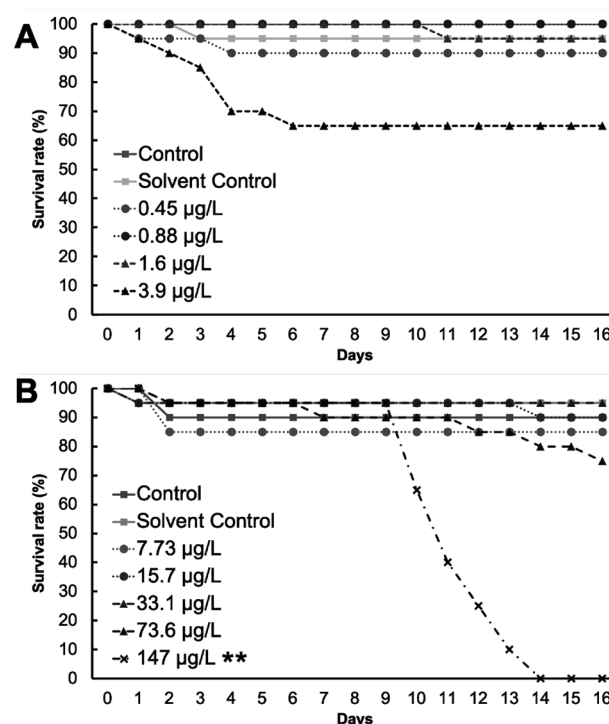 A
Survival rate (%)
100
90
80
70
60
50
40
30
20
10
0
Control
Solvent Control
0.45 µg/L
0.88 µg/L
1.6 µg/L
3.9 µg/L
0 1 2 3 4 5 6 7 8 9 10 11 12 13 14 15 16
Days
B
Survival rate (%)
100
90
80
70
60
50
40
30
20
10
0
Control
Solvent Control
7.73 µg/L
15.7 µg/L
33.1 µg/L
73.6 µg/L
147 µg/L **
0 1 2 3 4 5 6 7 8 9 10 11 12 13 14 15 16
Days